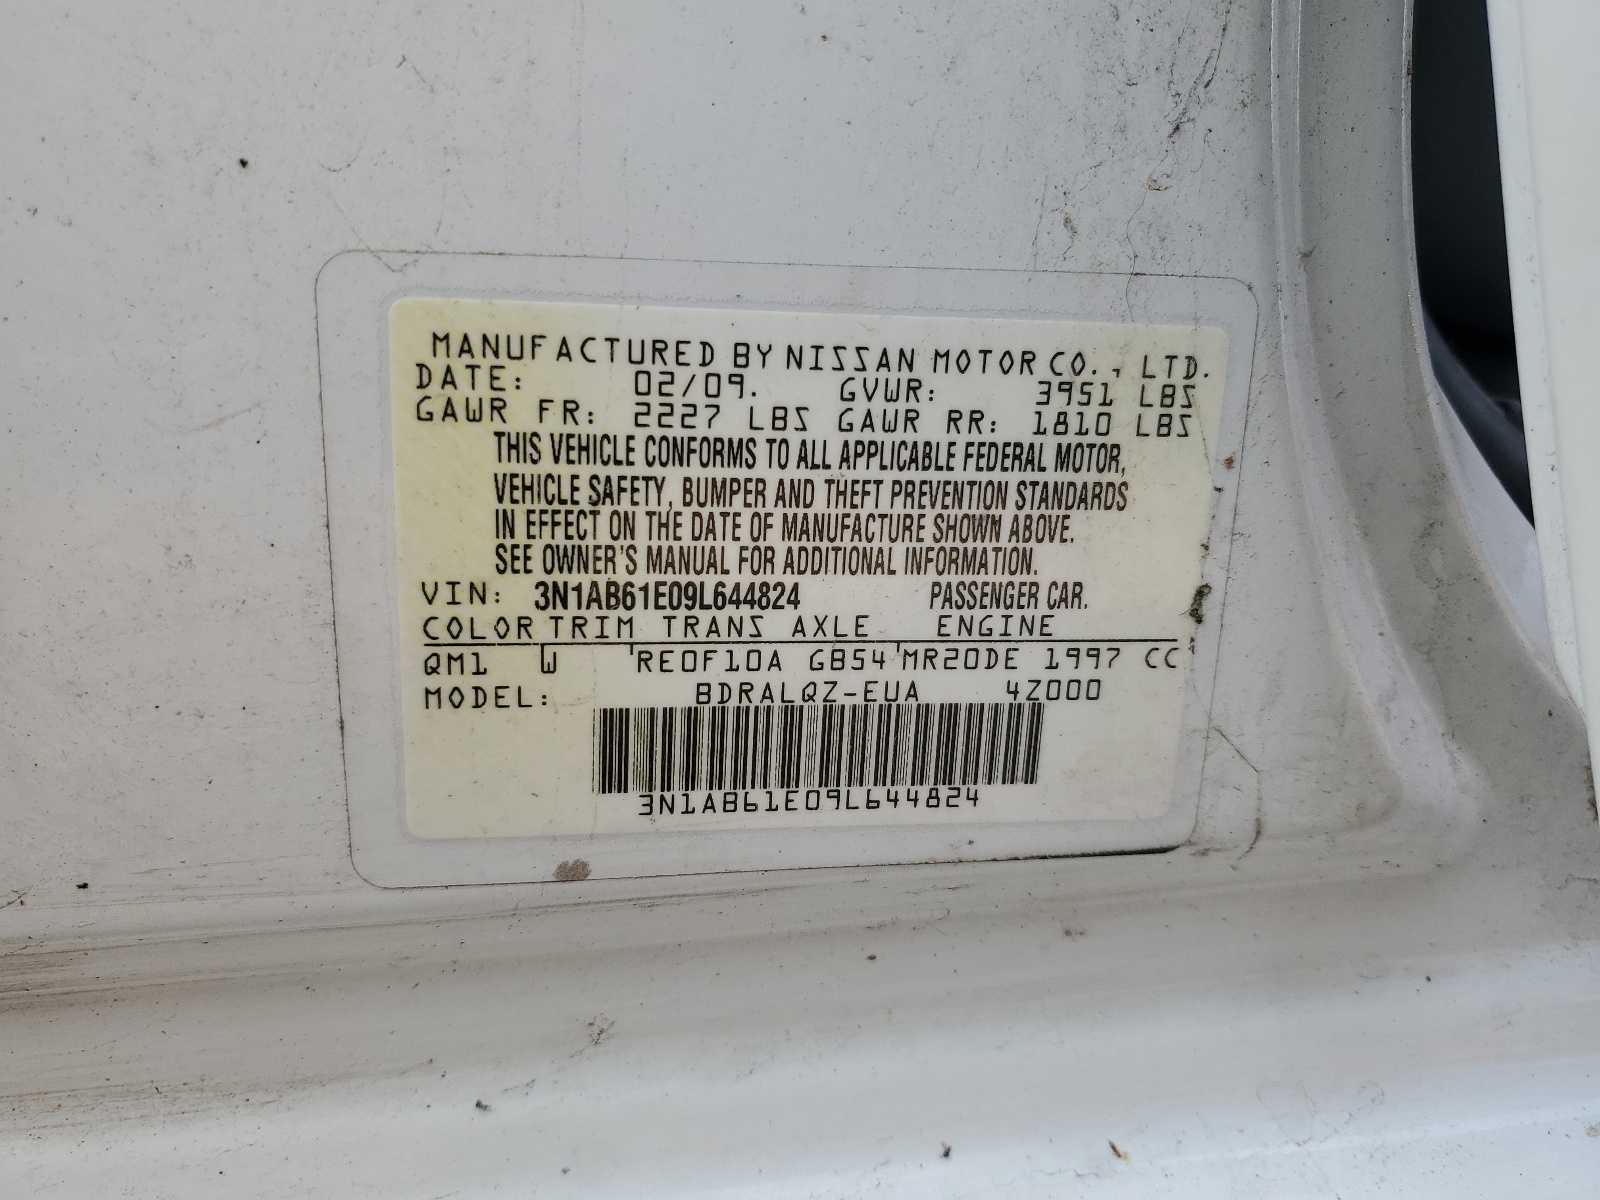 MANUFACTURED BY NISSAN MOTOR CO., LTD.
DATE: 02/09. GVWR: 3951 LBS
GAWR FR: 2227 LBS GAWR RR: 1810 LBS
THIS VEHICLE CONFORMS TO ALL APPLICABLE FEDERAL MOTOR,
VEHICLE SAFETY, BUMPER AND THEFT PREVENTION STANDARDS
IN EFFECT ON THE DATE OF MANUFACTURE SHOWN ABOVE.
SEE OWNER'S MANUAL FOR ADDITIONAL INFORMATION.
VIN: 3N1AB61E09L644824 PASSENGER CAR.
COLOR TRIM TRANS AXLE ENGINE
QM1 W RE0F10A GB54 MR20DE 1997 CC
MODEL: BDRALQZ-EUA 4Z000
3N1AB61E09L644824